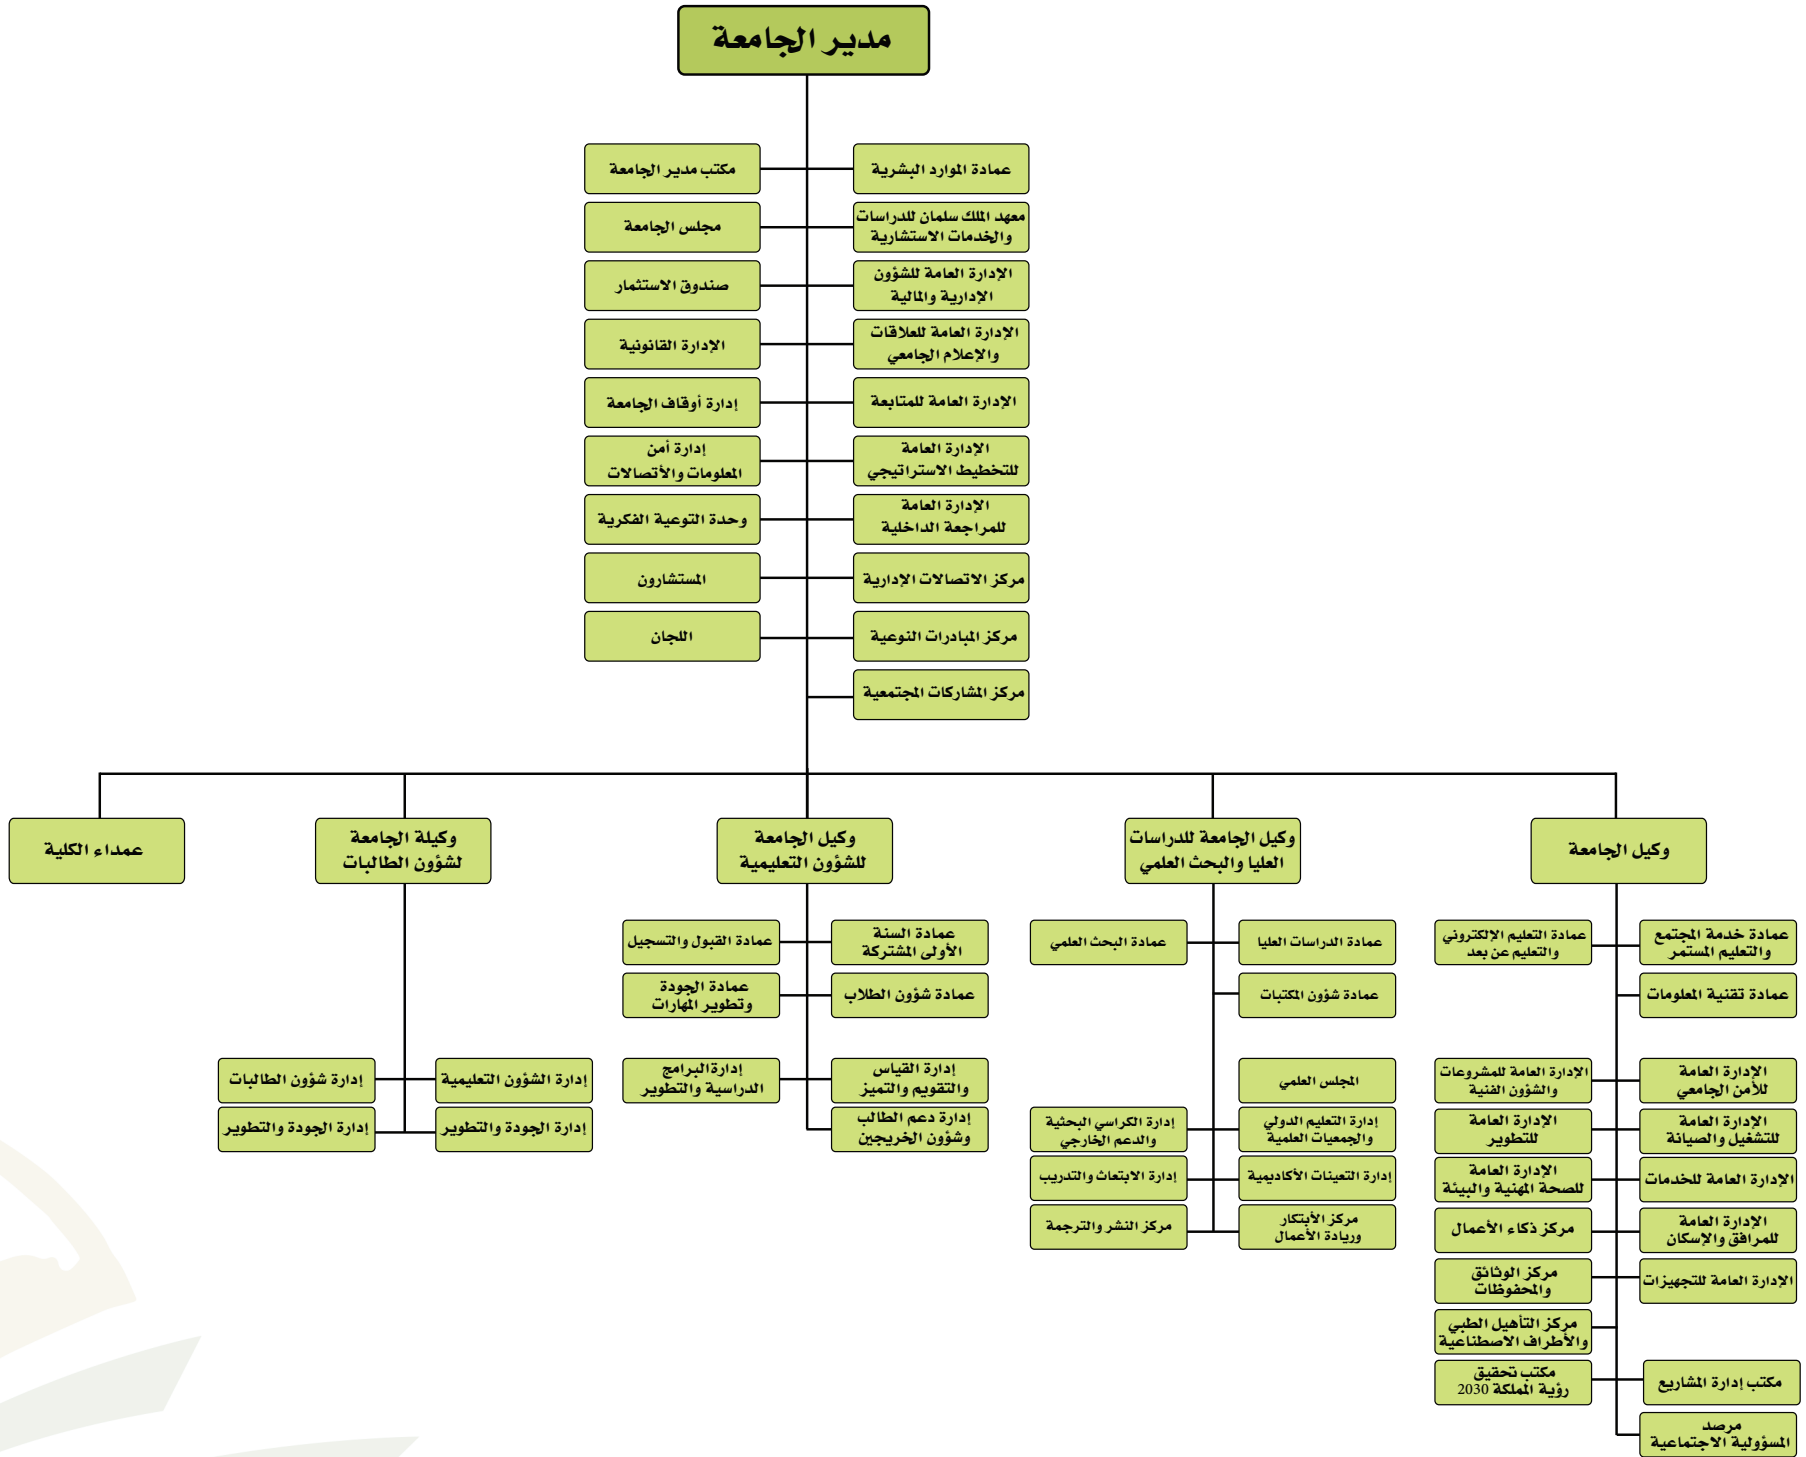 مدير الجامعة
عمادة الموارد البشرية
مكتب مدير الجامعة
معهد الملك سلمان للدراسات
والخدمات الاستشارية
مجلس الجامعة
الإدارة العامة للشؤون
الإدارية والمالية
صندوق الاستثمار
الإدارة العامة للعلاقات
والإعلام الجامعي
الإدارة القانونية
الإدارة العامة للمتابعة
إدارة أوقاف الجامعة
الإدارة العامة
للتخطيط الاستراتيجي
إدارة أمن
المعلومات والأتصالات
الإدارة العامة
للمراجعة الداخلية
وحدة التوعية الفكرية
مركز الاتصالات الإدارية
المستشارون
مركز المبادرات النوعية
اللجان
مركز المشاركات المجتمعية
وكيل الجامعة
وكيل الجامعة للدراسات
العليا والبحث العلمي
وكيل الجامعة
للشؤون التعليمية
وكيلة الجامعة
لشؤون الطالبات
عمداء الكلية
عمادة خدمة المجتمع
والتعليم المستمر
عمادة التعليم الإلكتروني
والتعليم عن بعد
عمادة تقنية المعلومات
الإدارة العامة
للأمن الجامعي
الإدارة العامة للمشروعات
والشؤون الفنية
الإدارة العامة
للتشغيل والصيانة
الإدارة العامة
للتطوير
الإدارة العامة للخدمات
الإدارة العامة
للصحة المهنية والبيئة
الإدارة العامة
للمرافق والإسكان
مركز ذكاء الأعمال
الإدارة العامة للتجهيزات
مركز الوثائق
والمحفوظات
مركز التأهيل الطبي
والأطراف الاصطناعية
مكتب إدارة المشاريع
مكتب تحقيق
رؤية المملكة 2030
مرصد
المسؤولية الاجتماعية
عمادة الدراسات العليا
عمادة البحث العلمي
عمادة شؤون المكتبات
المجلس العلمي
إدارة التعليم الدولي
والجمعيات العلمية
إدارة الكراسي البحثية
والدعم الخارجي
إدارة التعينات الأكاديمية
إدارة الابتعاث والتدريب
مركز الأبتكار
وريادة الأعمال
مركز النشر والترجمة
عمادة السنة
الأولى المشتركة
عمادة القبول والتسجيل
عمادة شؤون الطلاب
عمادة الجودة
وتطوير المهارات
إدارة القياس
والتقويم والتميز
إدارة البرامج
الدراسية والتطوير
إدارة دعم الطالب
وشؤون الخريجين
إدارة الشؤون التعليمية
إدارة شؤون الطالبات
إدارة الجودة والتطوير
إدارة الجودة والتطوير